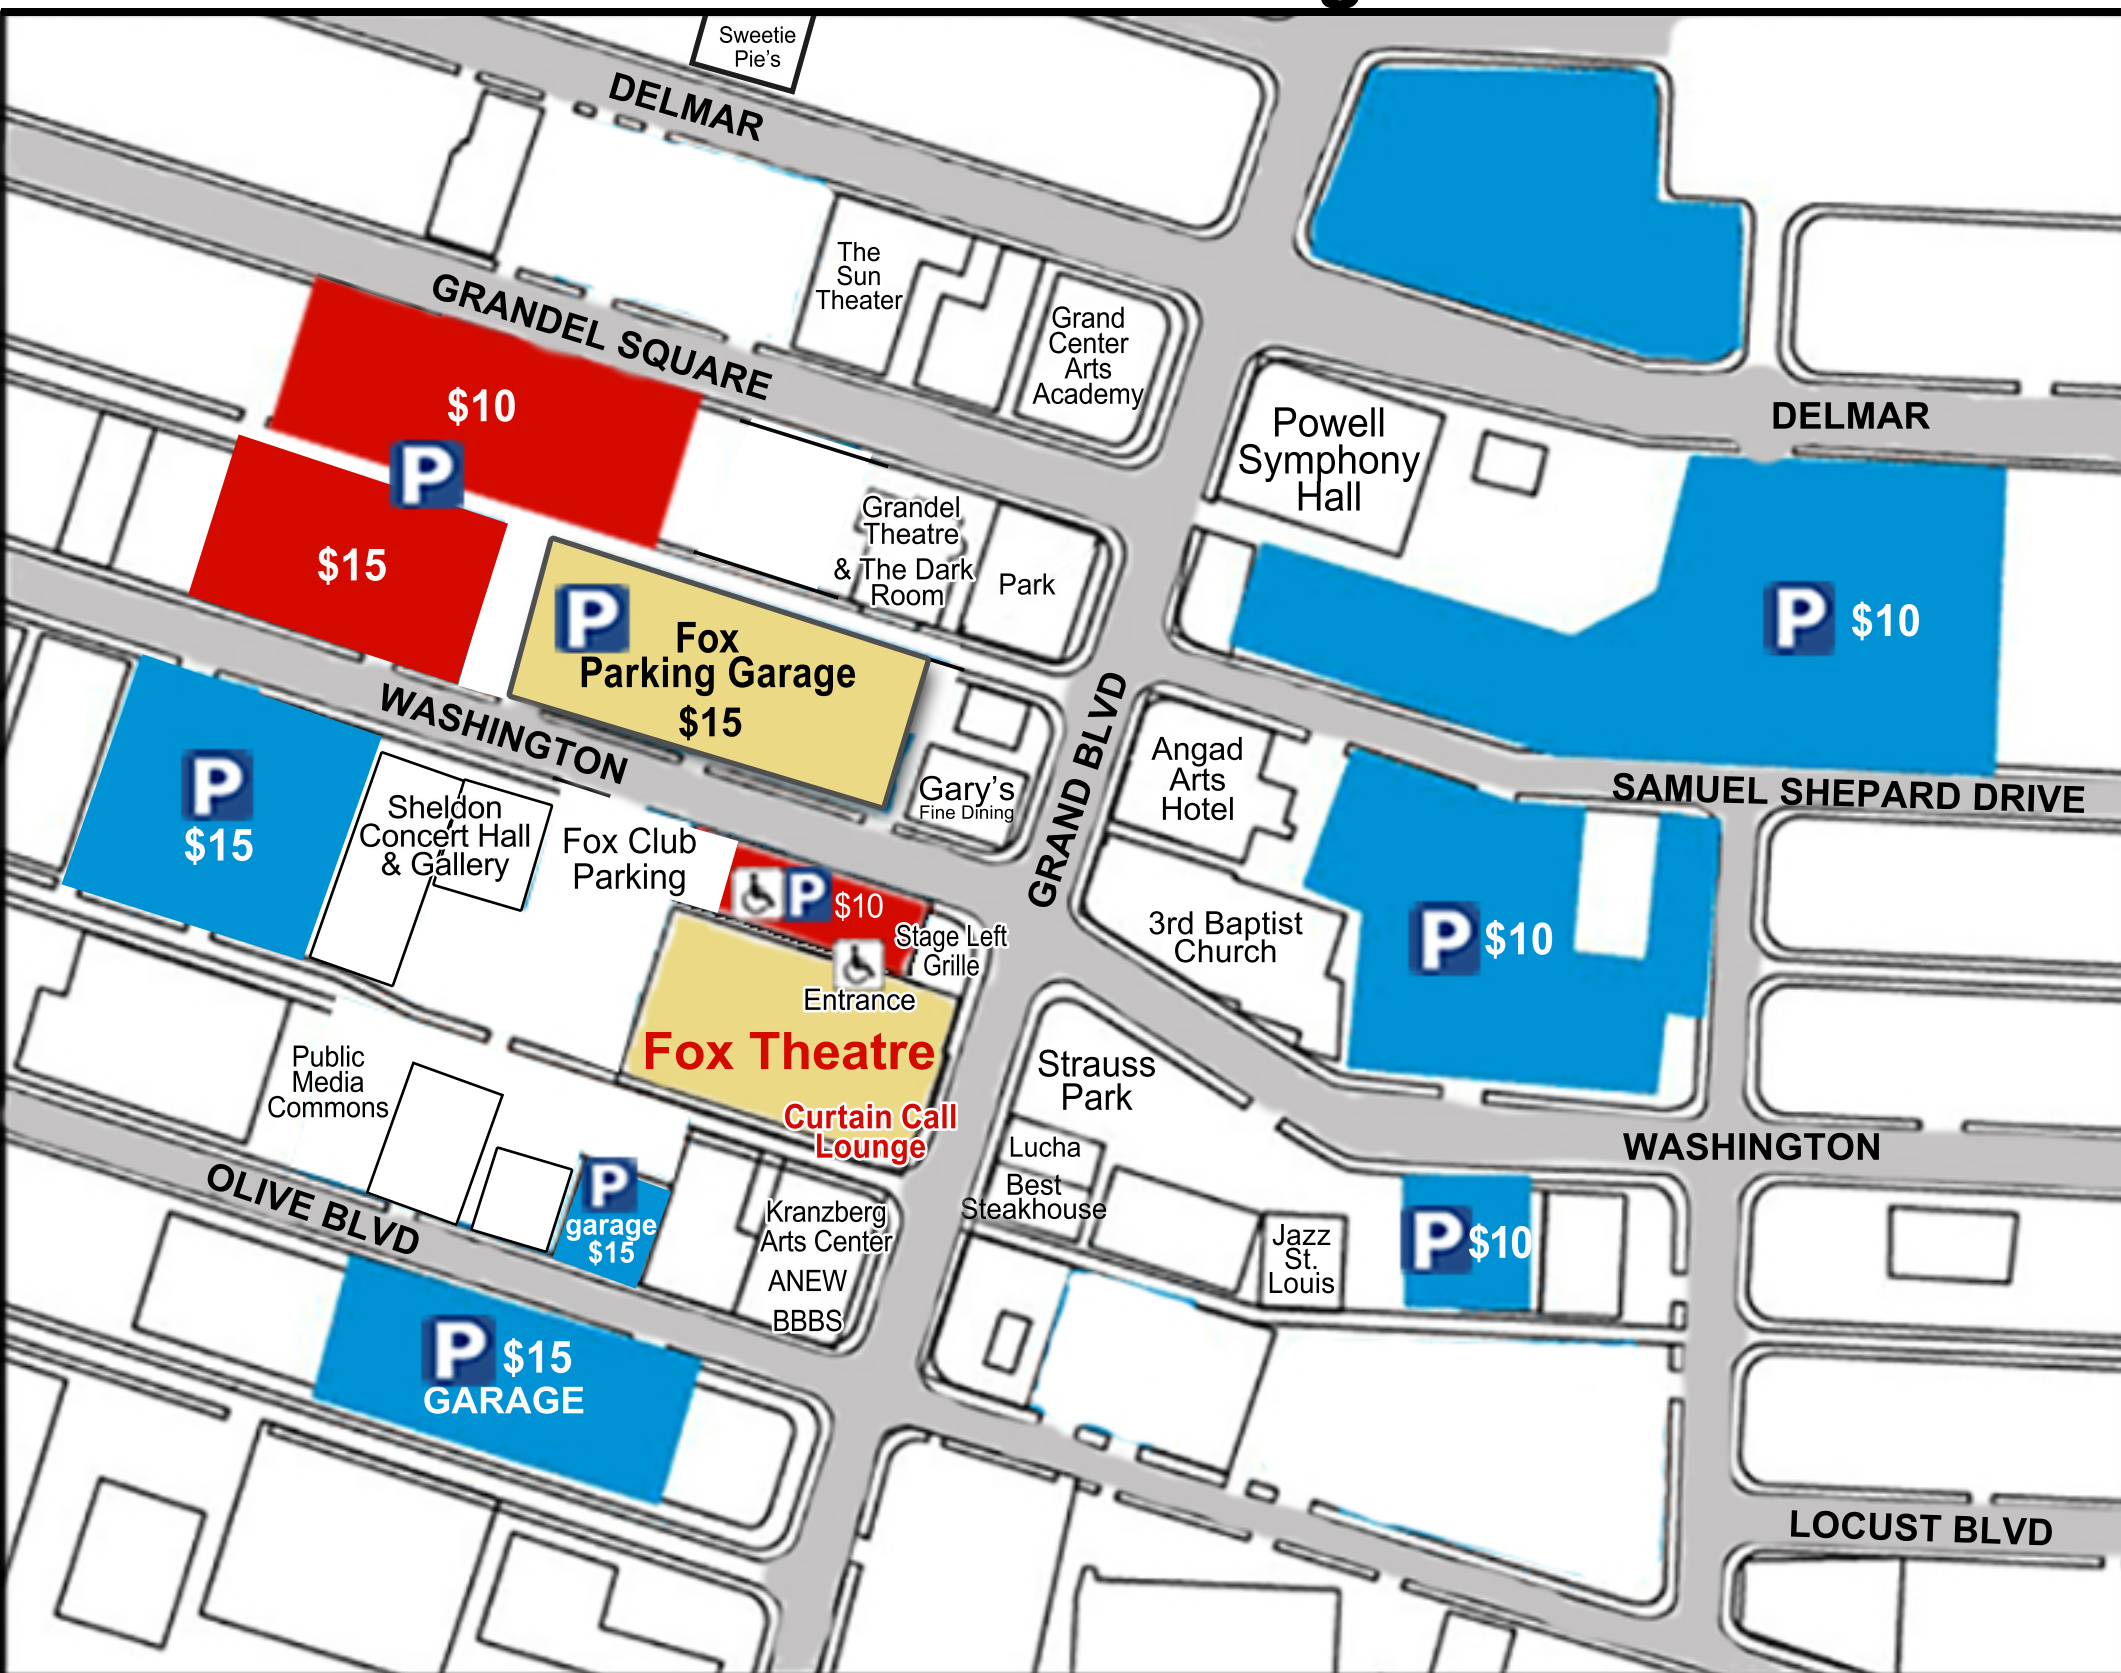 Sweetie
Pie's
DELMAR
The
Sun
Theater
Grand
Center
Arts
Academy
GRANDEL SQUARE
$10
P
$15
Grandel
Theatre
& The Dark
Room
Park
Powell
Symphony
Hall
DELMAR
P $10
P
Fox
Parking Garage
$15
WASHINGTON
P
$15
Sheldon
Concert Hall
& Gallery
Fox Club
Parking
P $10
Gary's
Fine Dining
GRAND BLVD
Angad
Arts
Hotel
SAMUEL SHEPARD DRIVE
3rd Baptist
Church
P $10
Stage Left
Grille
Entrance
Fox Theatre
Curtain Call
Lounge
Public
Media
Commons
Strauss
Park
Lucha
Best
Steakhouse
WASHINGTON
OLIVE BLVD
P
garage
$15
Kranzberg
Arts Center
ANEW
BBBS
Jazz
St.
Louis
P $10
P $15
GARAGE
LOCUST BLVD